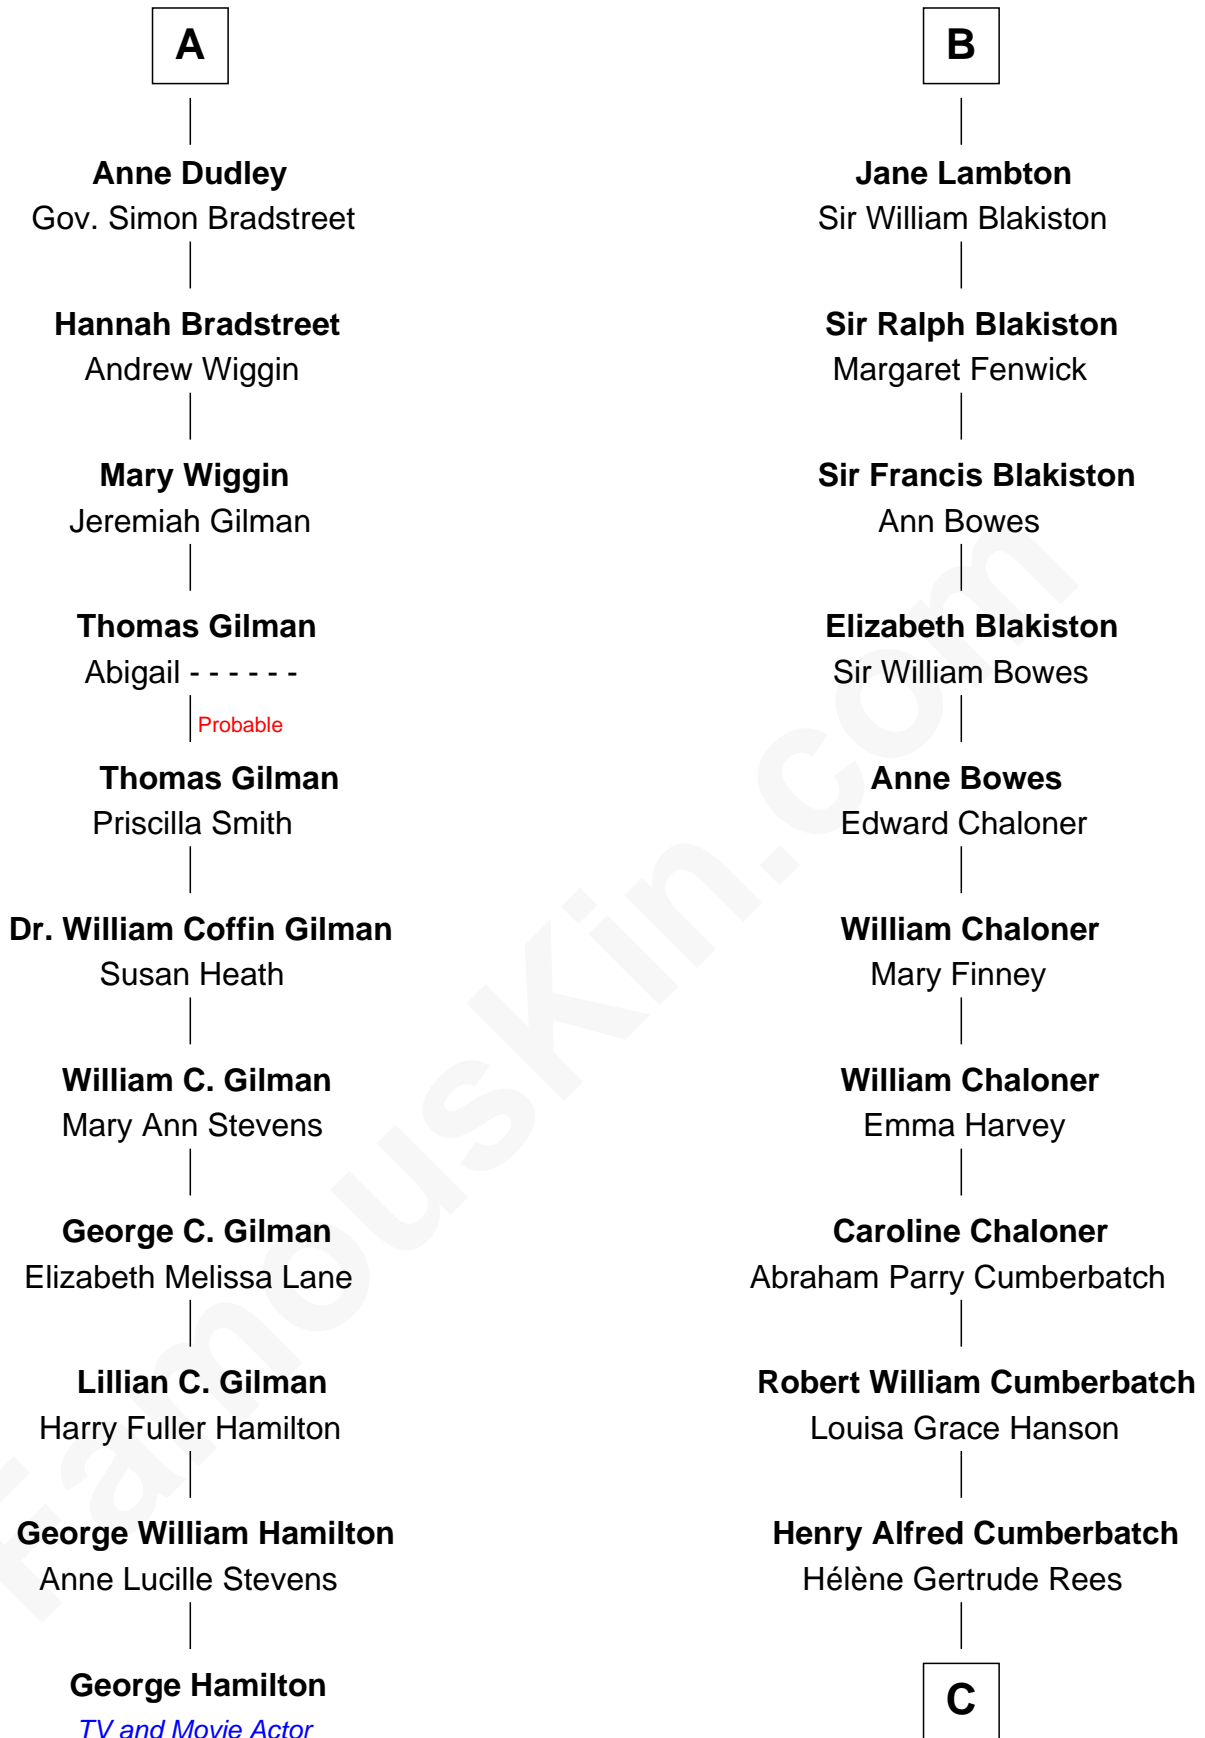 A
Anne Dudley
Gov. Simon Bradstreet
Hannah Bradstreet
Andrew Wiggin
Mary Wiggin
Jeremiah Gilman
Thomas Gilman
Abigail - - - - - -
Probable
Thomas Gilman
Priscilla Smith
Dr. William Coffin Gilman
Susan Heath
William C. Gilman
Mary Ann Stevens
George C. Gilman
Elizabeth Melissa Lane
Lillian C. Gilman
Harry Fuller Hamilton
George William Hamilton
Anne Lucille Stevens
George Hamilton
TV and Movie Actor
B
Jane Lambton
Sir William Blakiston
Sir Ralph Blakiston
Margaret Fenwick
Sir Francis Blakiston
Ann Bowes
Elizabeth Blakiston
Sir William Bowes
Anne Bowes
Edward Chaloner
William Chaloner
Mary Finney
William Chaloner
Emma Harvey
Caroline Chaloner
Abraham Parry Cumberbatch
Robert William Cumberbatch
Louisa Grace Hanson
Henry Alfred Cumberbatch
Hélène Gertrude Rees
C
FamousKin.com